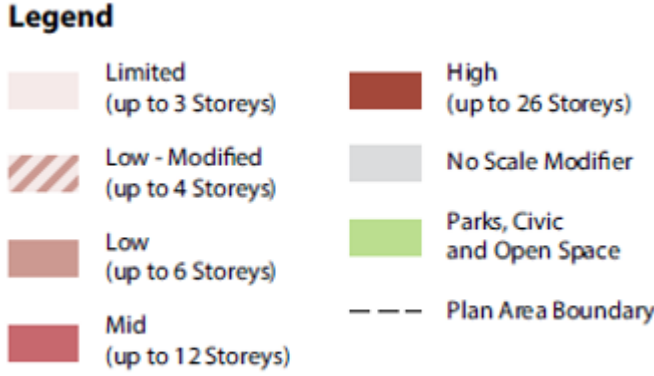 Legend
Limited
(up to 3 Storeys)
Low - Modified
(up to 4 Storeys)
Low
(up to 6 Storeys)
Mid
(up to 12 Storeys)
High
(up to 26 Storeys)
No Scale Modifier
Parks, Civic
and Open Space
Plan Area Boundary